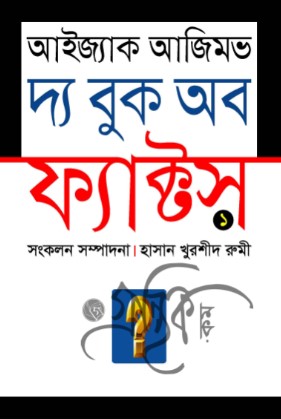 আইজ্যাক আজিমভ
দ্য বুক অব
ফ্যাক্টস
১
সংকলন সম্পাদনা | হাসান খুরশীদ রুমী
?